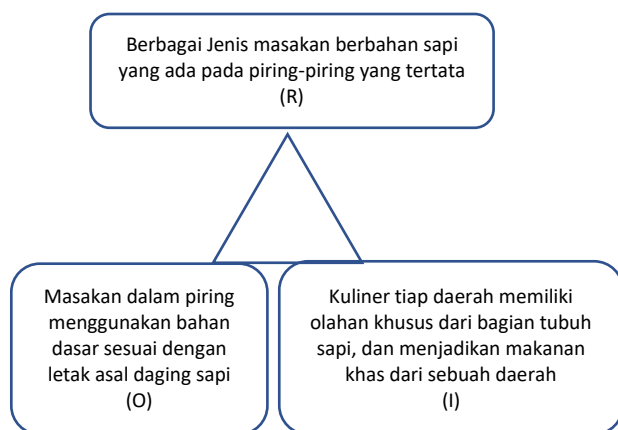 Berbagai Jenis masakan berbahan sapi
yang ada pada piring-piring yang tertata
(R)
Masakan dalam piring
menggunakan bahan
dasar sesuai dengan
letak asal daging sapi
(O)
Kuliner tiap daerah memiliki
olahan khusus dari bagian tubuh
sapi, dan menjadikan makanan
khas dari sebuah daerah
(I)